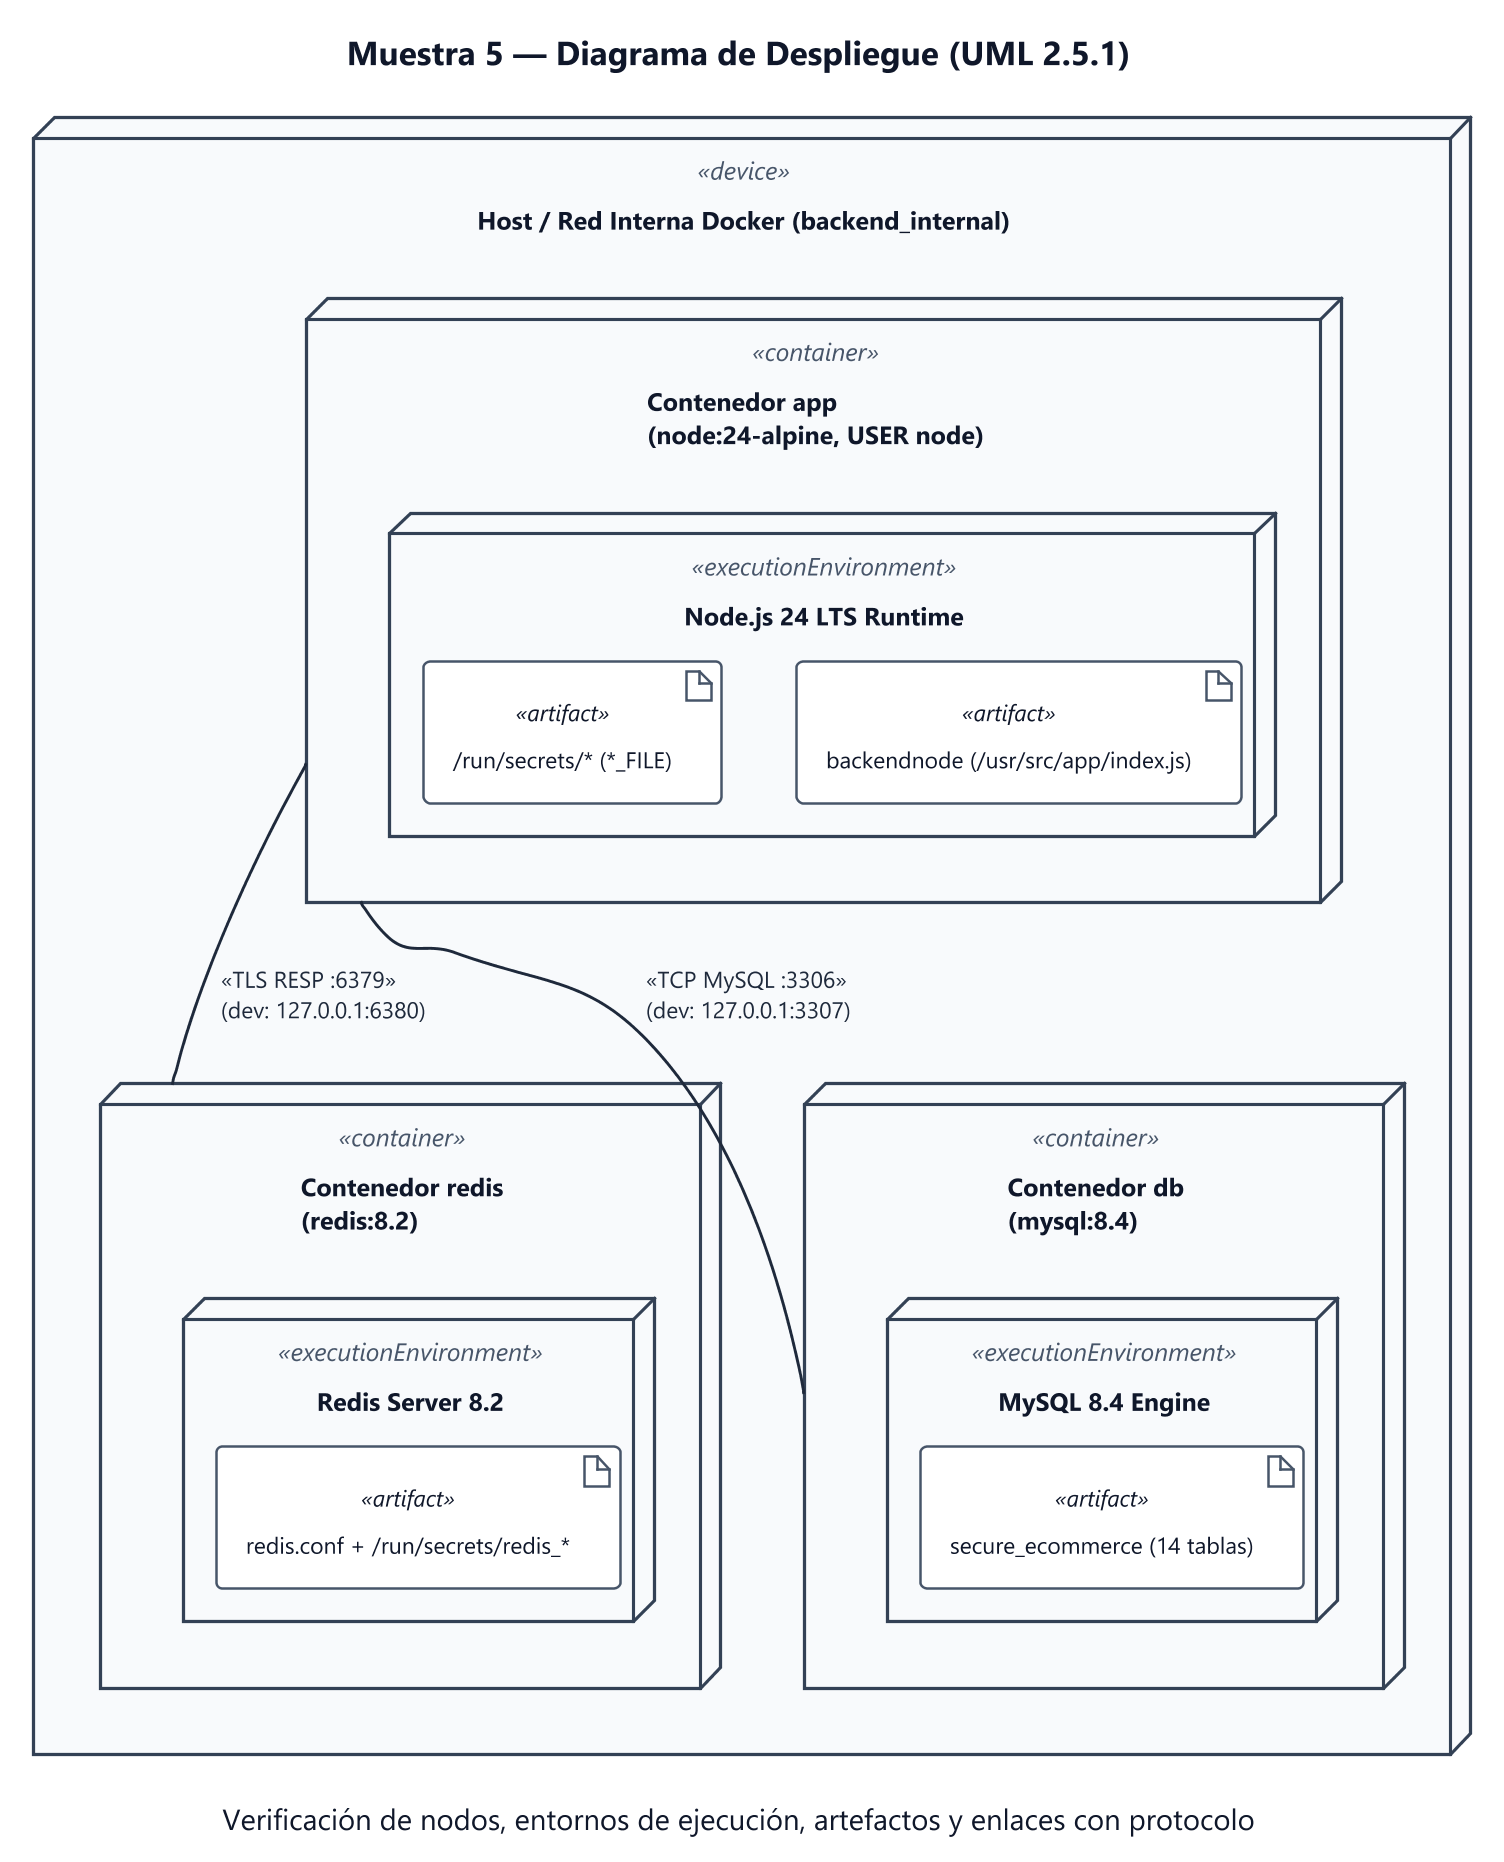 Muestra 5 — Diagrama de Despliegue (UML 2.5.1)
«device»
Host / Red Interna Docker (backend_internal)
«container»
Contenedor app
(node:24-alpine, USER node)
«executionEnvironment»
Node.js 24 LTS Runtime
«artifact»
/run/secrets/* (*_FILE)
«artifact»
backendnode (/usr/src/app/index.js)
«TLS RESP :6379»
(dev: 127.0.0.1:6380)
«TCP MySQL :3306»
(dev: 127.0.0.1:3307)
«container»
Contenedor redis
(redis:8.2)
«executionEnvironment»
Redis Server 8.2
«artifact»
redis.conf + /run/secrets/redis_*
«container»
Contenedor db
(mysql:8.4)
«executionEnvironment»
MySQL 8.4 Engine
«artifact»
secure_ecommerce (14 tablas)
Verificación de nodos, entornos de ejecución, artefactos y enlaces con protocolo